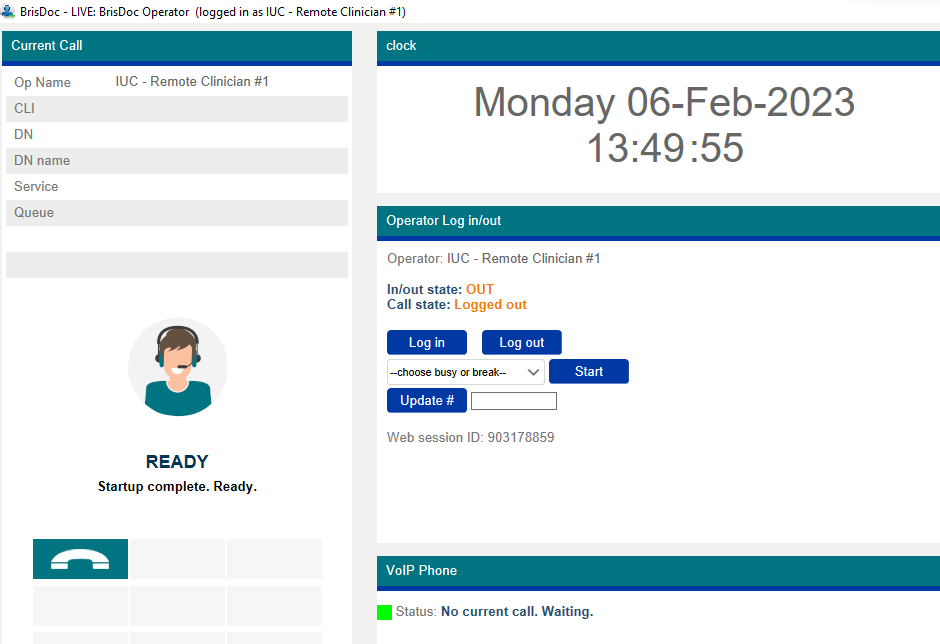 BrisDoc - LIVE: BrisDoc Operator (logged in as IUC - Remote Clinician #1)
Current Call
Op Name IUC - Remote Clinician #1
CLI
DN
DN name
Service
Queue
READY
Startup complete. Ready.
clock
Monday 06-Feb-2023
13:49:55
Operator Log in/out
Operator: IUC - Remote Clinician #1
In/out state: OUT
Call state: Logged out
Log in Log out
--choose busy or break-- Start
Update #
Web session ID: 903178859
VoIP Phone
Status: No current call. Waiting.